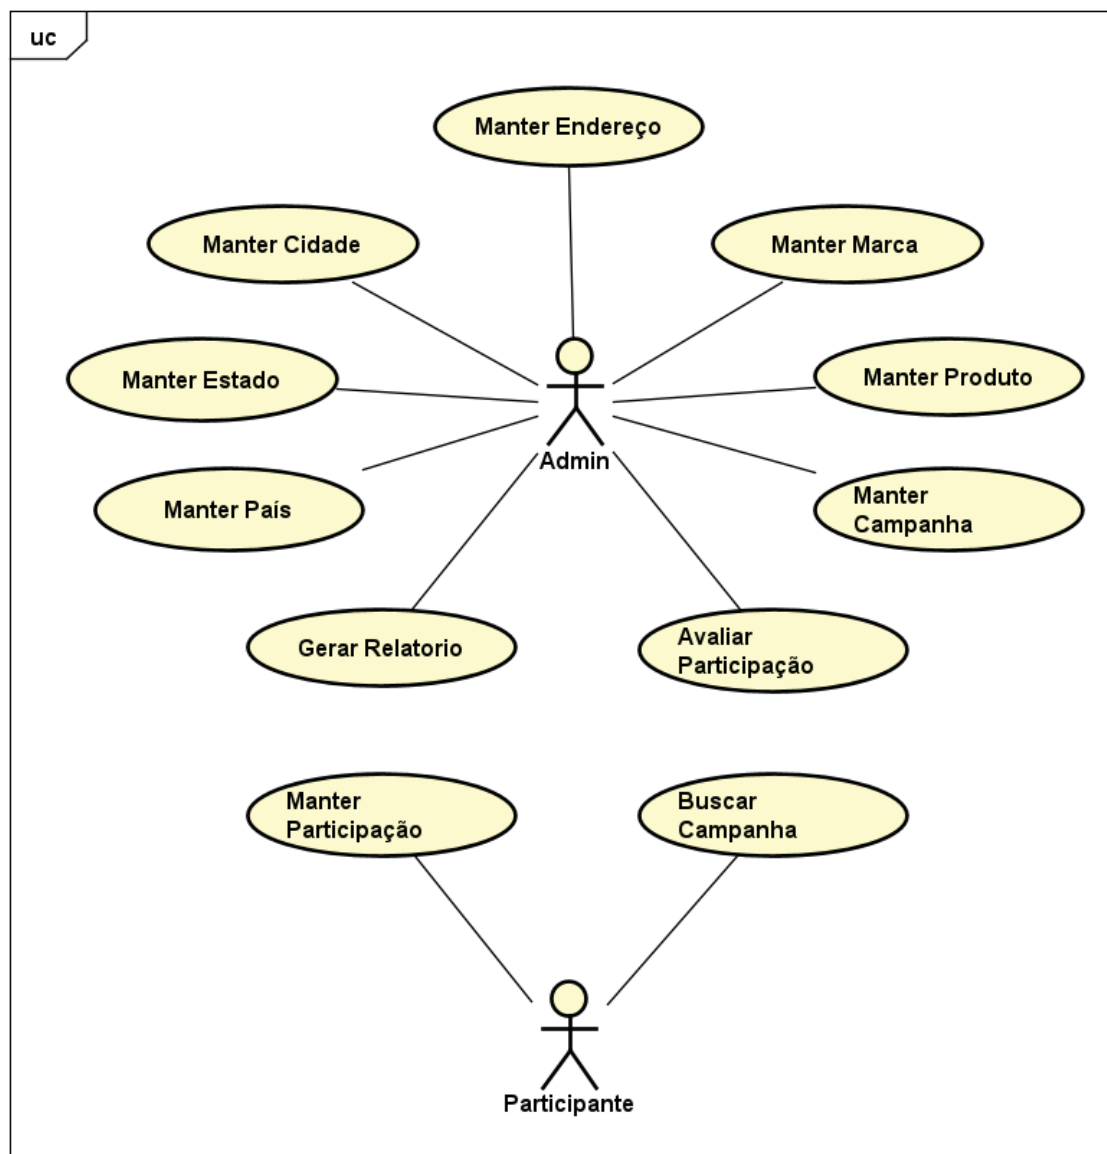 uc
Manter Endereço
Manter Cidade
Manter Marca
Manter Estado
Manter Produto
Admin
Manter País
Manter
Campanha
Gerar Relatorio
Avaliar
Participação
Manter
Participação
Buscar
Campanha
Participante